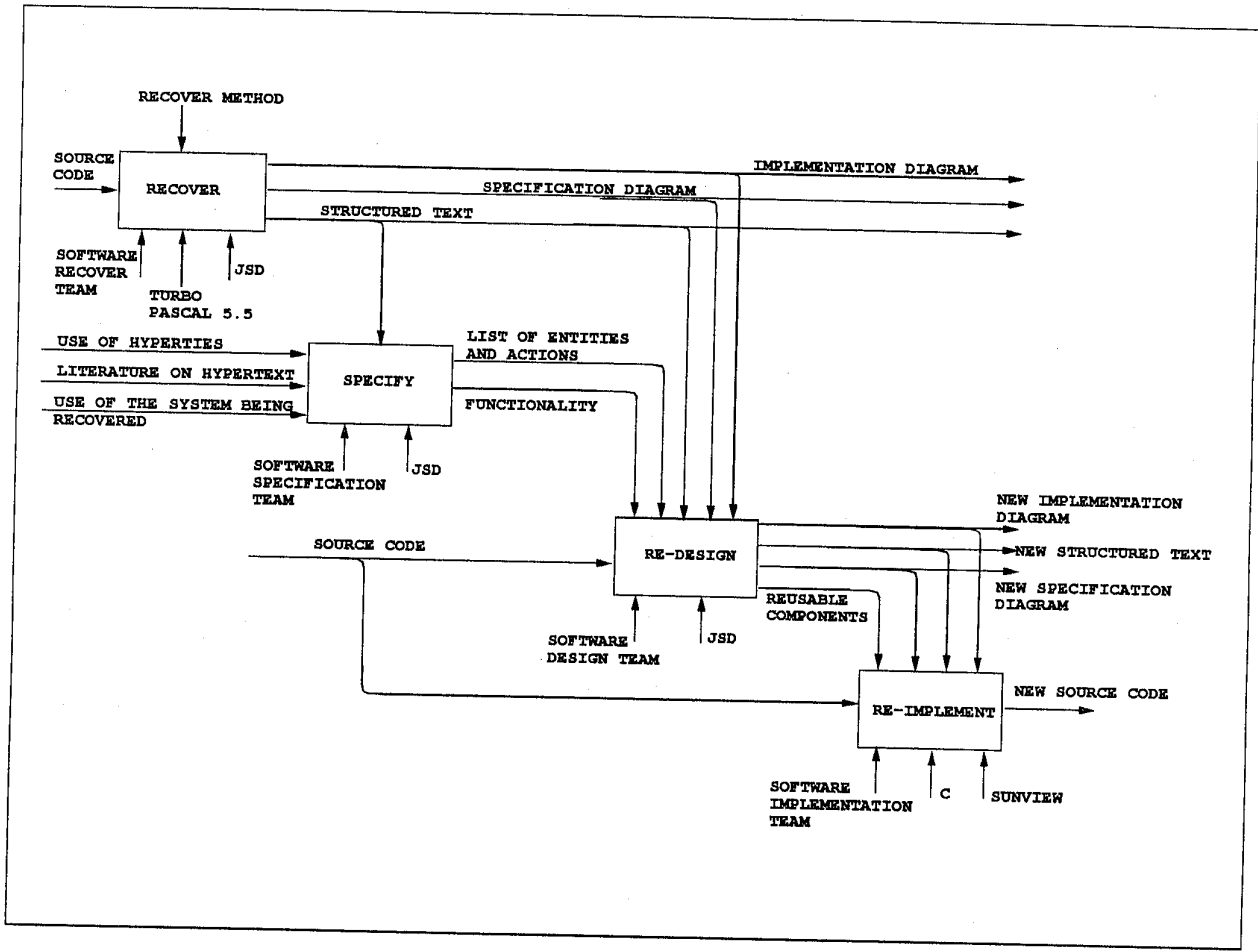 RECOVER METHOD
SOURCE
CODE
RECOVER
IMPLEMENTATION DIAGRAM
SPECIFICATION DIAGRAM
STRUCTURED TEXT
SOFTWARE
RECOVER
TEAM
TURBO
PASCAL 5.5
JSD
USE OF HYPERTIES
LITERATURE ON HYPERTEXT
USE OF THE SYSTEM BEING
RECOVERED
SPECIFY
LIST OF ENTITIES
AND ACTIONS
FUNCTIONALITY
SOFTWARE
SPECIFICATION
TEAM
JSD
SOURCE CODE
RE-DESIGN
NEW IMPLEMENTATION
DIAGRAM
NEW STRUCTURED TEXT
NEW SPECIFICATION
DIAGRAM
REUSABLE
COMPONENTS
SOFTWARE
DESIGN TEAM
JSD
RE-IMPLEMENT
NEW SOURCE CODE
SOFTWARE
IMPLEMENTATION
TEAM
C
SUNVIEW